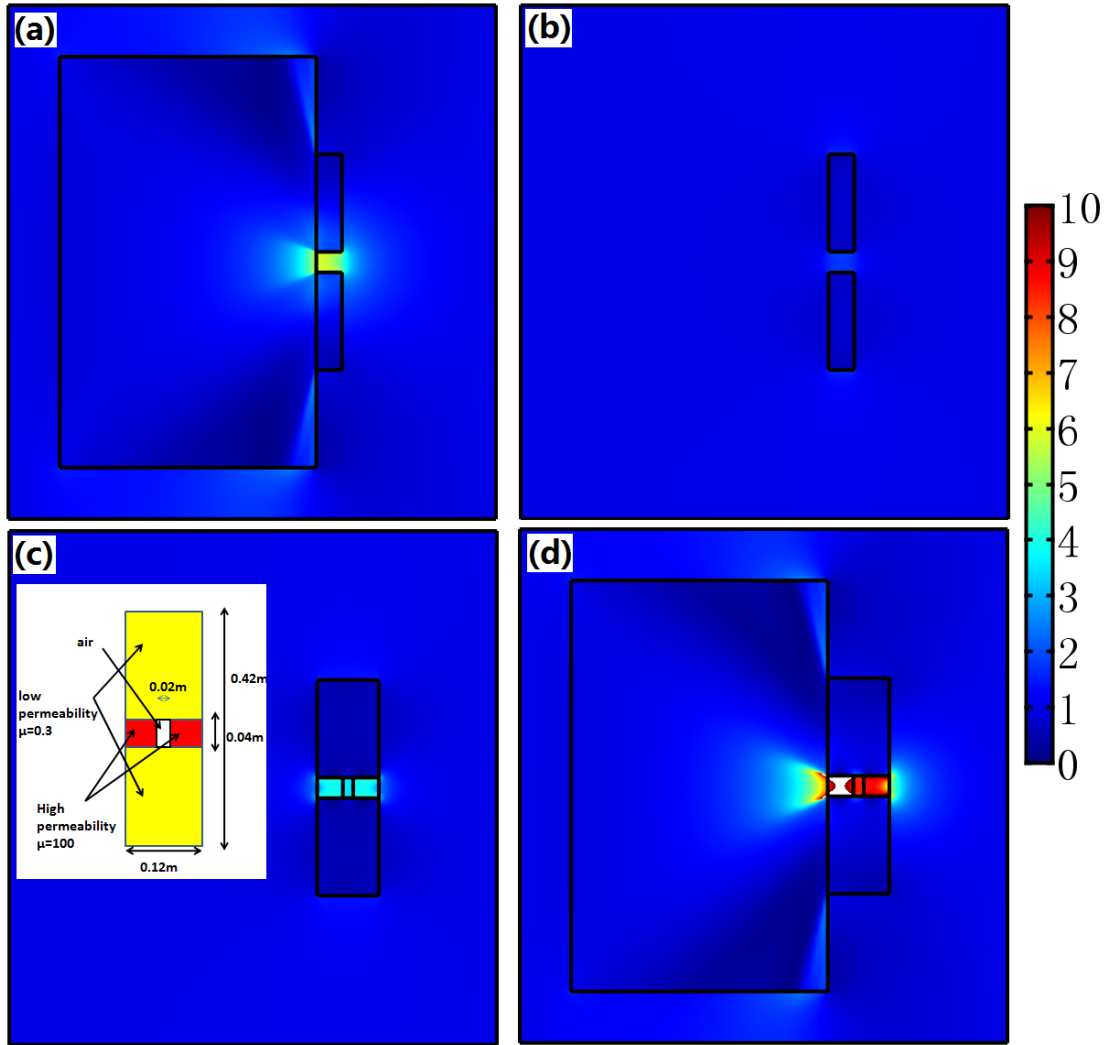 (a)
(b)
10
9
8
7
6
5
4
3
2
1
0
(c)
air
0.02m
0.42m
low
permeability
μ=0.3
0.04m
High
permeability
μ=100
0.12m
(d)